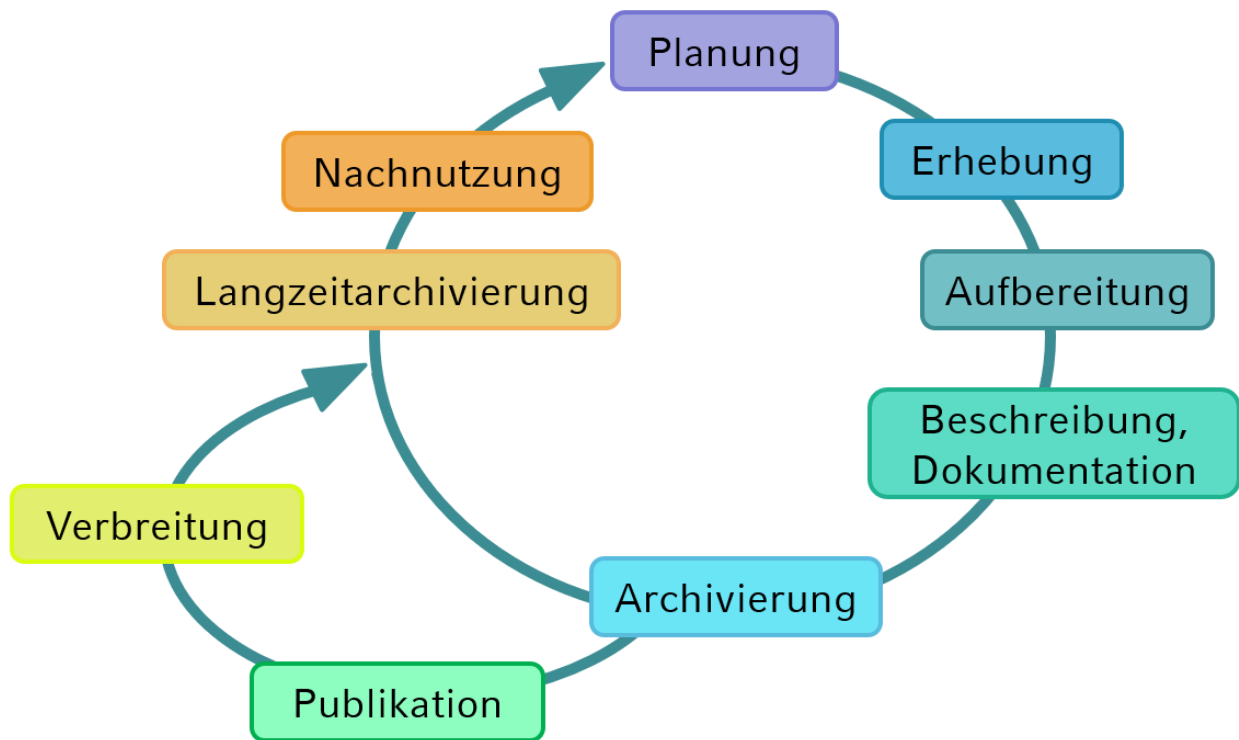 Planung
Erhebung
Aufbereitung
Beschreibung,
Dokumentation
Archivierung
Publikation
Verbreitung
Langzeitarchivierung
Nachnutzung